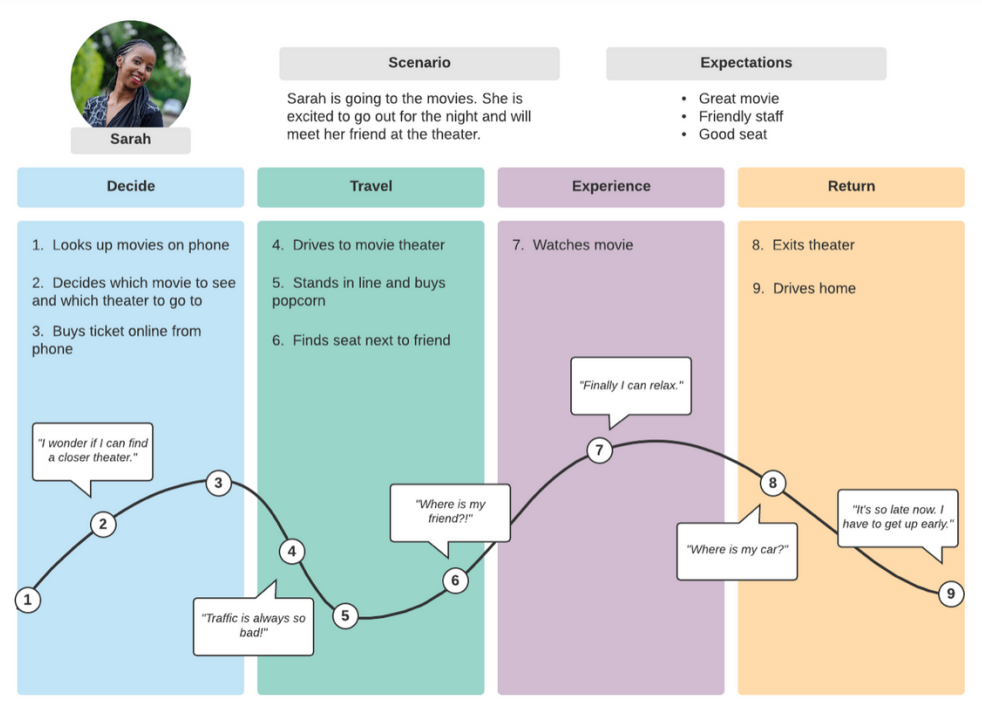 Sarah
Scenario
Sarah is going to the movies. She is
excited to go out for the night and will
meet her friend at the theater.
Expectations
• Great movie
• Friendly staff
• Good seat
Decide
Travel
Experience
Return
1. Looks up movies on phone
2. Decides which movie to see
and which theater to go to
3. Buys ticket online from
phone
4. Drives to movie theater
5. Stands in line and buys
popcorn
6. Finds seat next to friend
7. Watches movie
8. Exits theater
9. Drives home
"I wonder if I can find
a closer theater."
"Traffic is always so
bad!"
"Where is my
friend?!"
"Finally I can relax."
"Where is my car?"
"It's so late now. I
have to get up early."
1
2
3
4
5
6
7
8
9